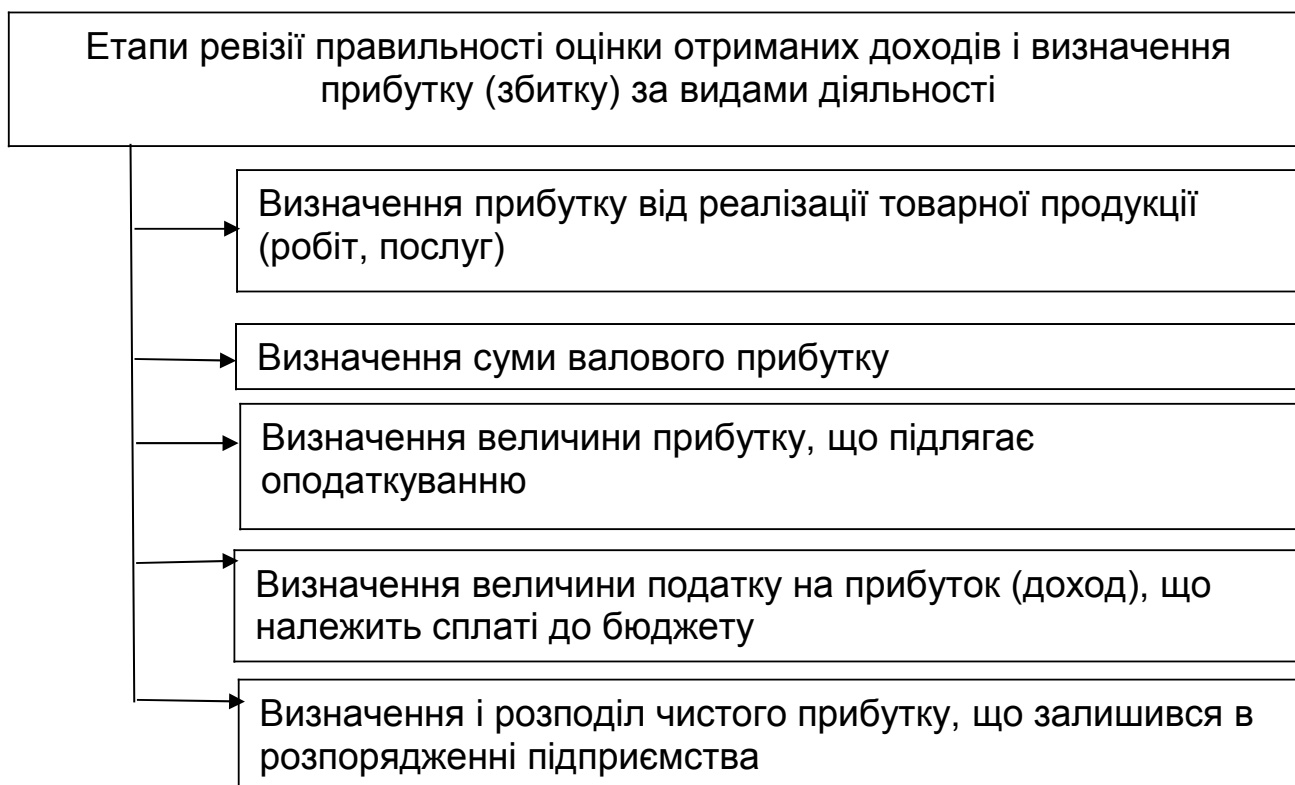 Етапи ревізії правильності оцінки отриманих доходів і визначення
прибутку (збитку) за видами діяльності
Визначення прибутку від реалізації товарної продукції
(робіт, послуг)
Визначення суми валового прибутку
Визначення величини прибутку, що підлягає
оподаткуванню
Визначення величини податку на прибуток (доход), що
належить сплаті до бюджету
Визначення і розподіл чистого прибутку, що залишився в
розпорядженні підприємства